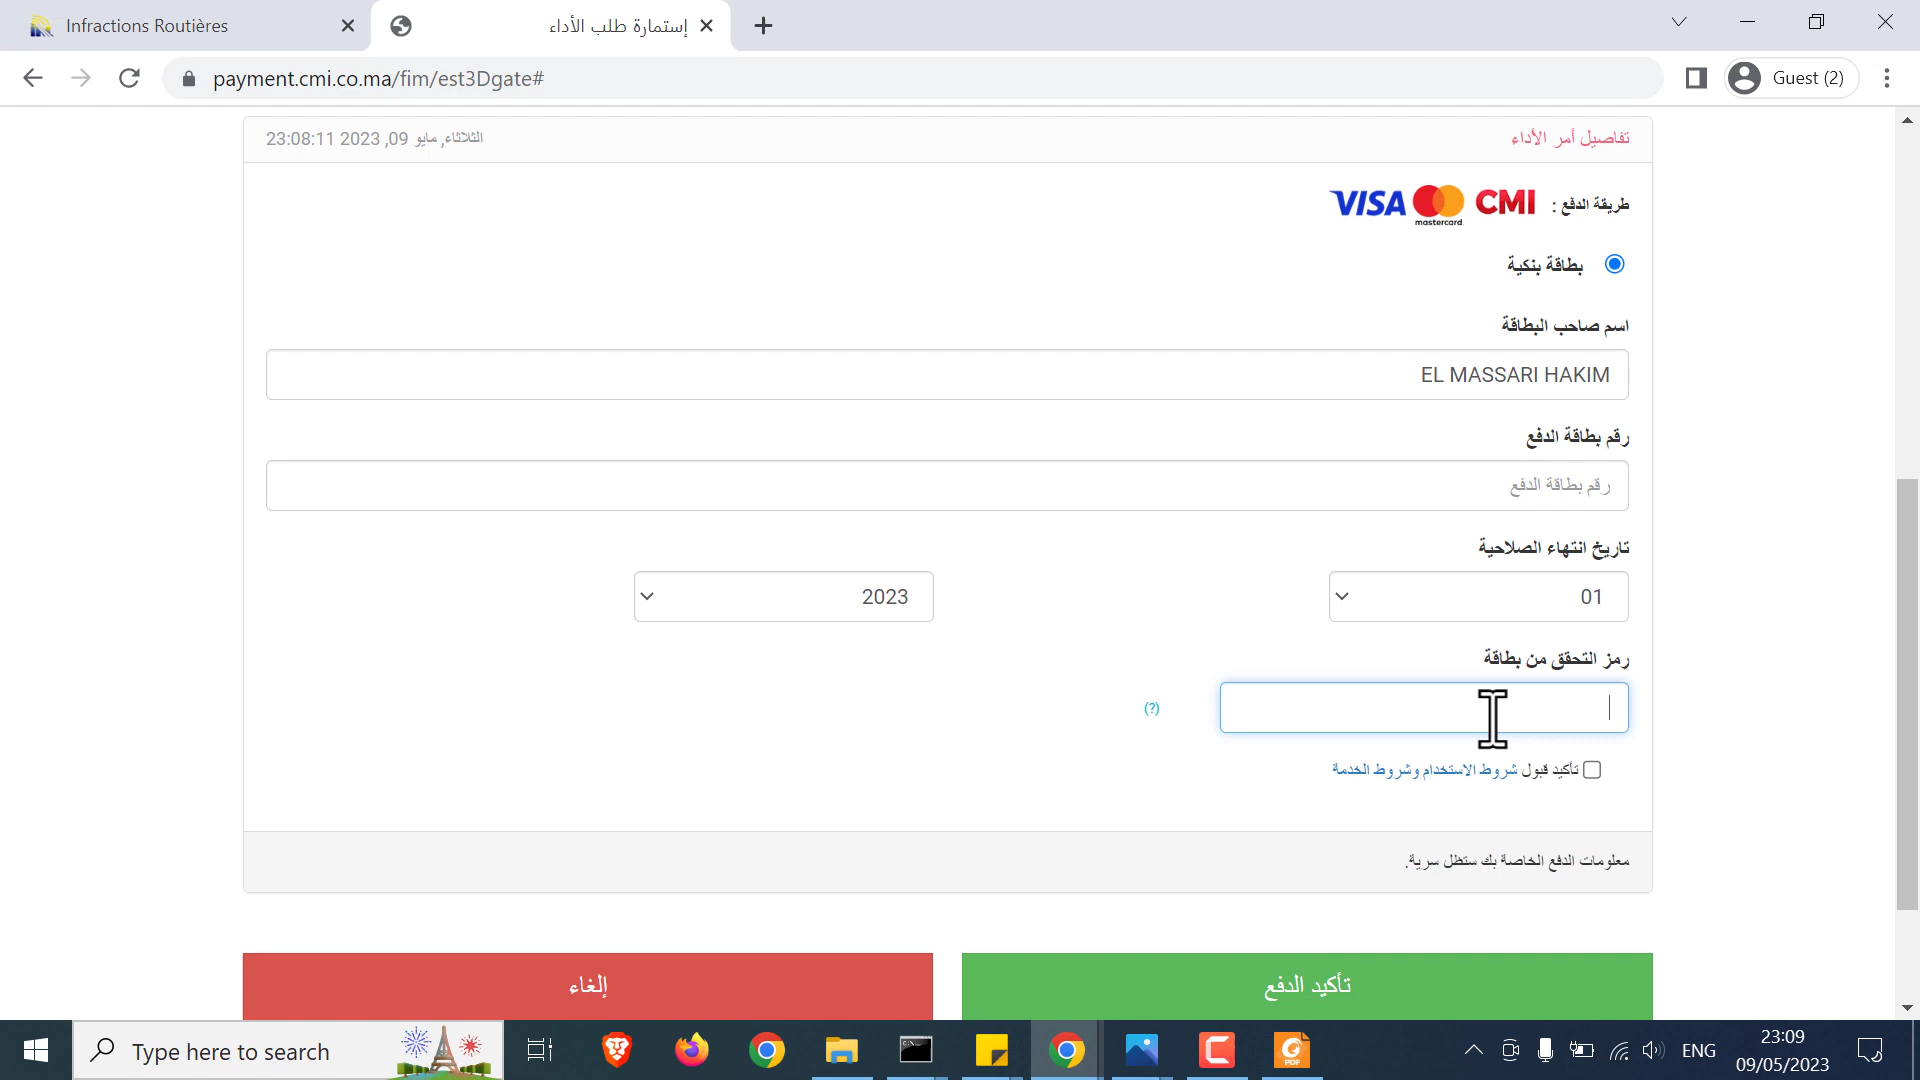 Infractions Routières
إستمارة طلب الأداء
payment.cmi.co.ma/fim/est3Dgate#
Guest (2)
تفاصيل أمر الأداء
الثلاثاء, مايو 09, 2023 23:08:11
طريقة الدفع :
VISA mastercard CMI
بطاقة بنكية
اسم صاحب البطاقة
EL MASSARI HAKIM
رقم بطاقة الدفع
رقم بطاقة الدفع
تاريخ انتهاء الصلاحية
01
2023
رمز التحقق من بطاقة
(?)
تأكيد قبول شروط الاستخدام وشروط الخدمة
معلومات الدفع الخاصة بك ستظل سرية.
تأكيد الدفع
إلغاء
Type here to search
PDF
ENG
23:09
09/05/2023